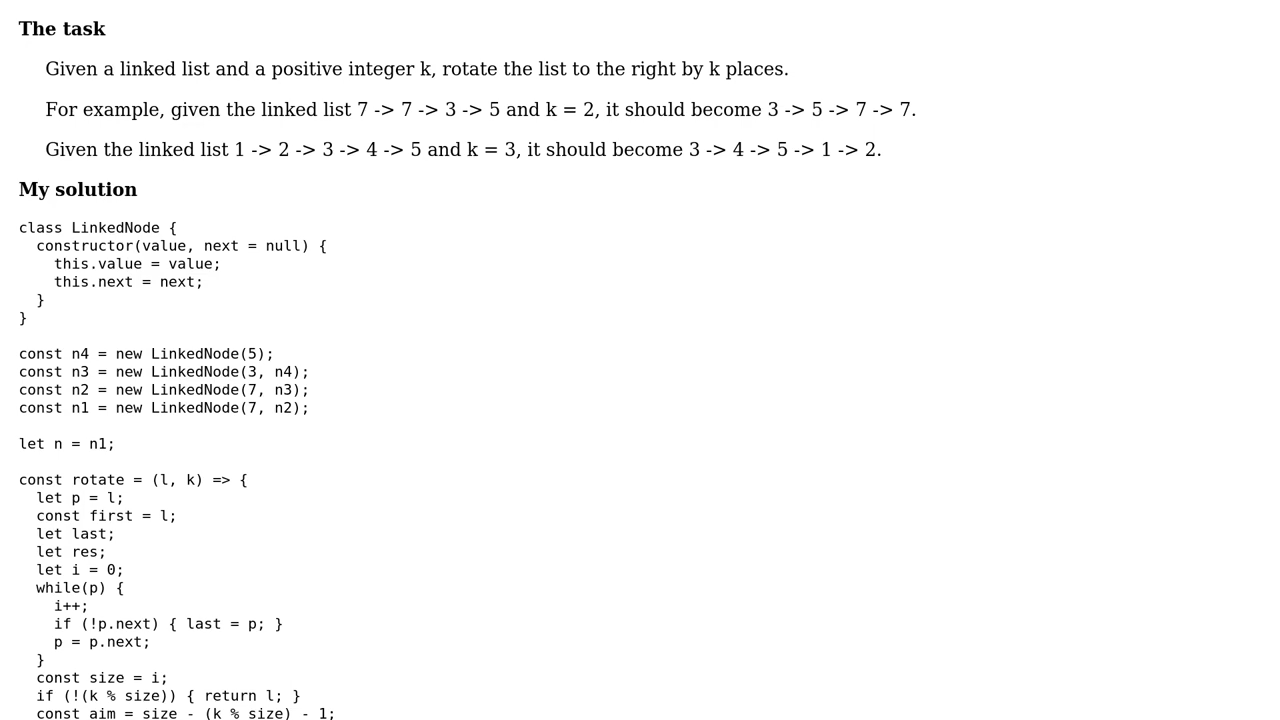 The task
Given a linked list and a positive integer k, rotate the list to the right by k places.
For example, given the linked list 7 -> 7 -> 3 -> 5 and k = 2, it should become 3 -> 5 -> 7 -> 7.
Given the linked list 1 -> 2 -> 3 -> 4 -> 5 and k = 3, it should become 3 -> 4 -> 5 -> 1 -> 2.
My solution
class LinkedNode {
  constructor(value, next = null) {
    this.value = value;
    this.next = next;
  }
}
const n4 = new LinkedNode(5);
const n3 = new LinkedNode(3, n4);
const n2 = new LinkedNode(7, n3);
const n1 = new LinkedNode(7, n2);
let n = n1;
const rotate = (l, k) => {
  let p = l;
  const first = l;
  let last;
  let res;
  let i = 0;
  while(p) {
    i++;
    if (!p.next) { last = p; }
    p = p.next;
  }
  const size = i;
  if (!(k % size)) { return l; }
  const aim = size - (k % size) - 1;